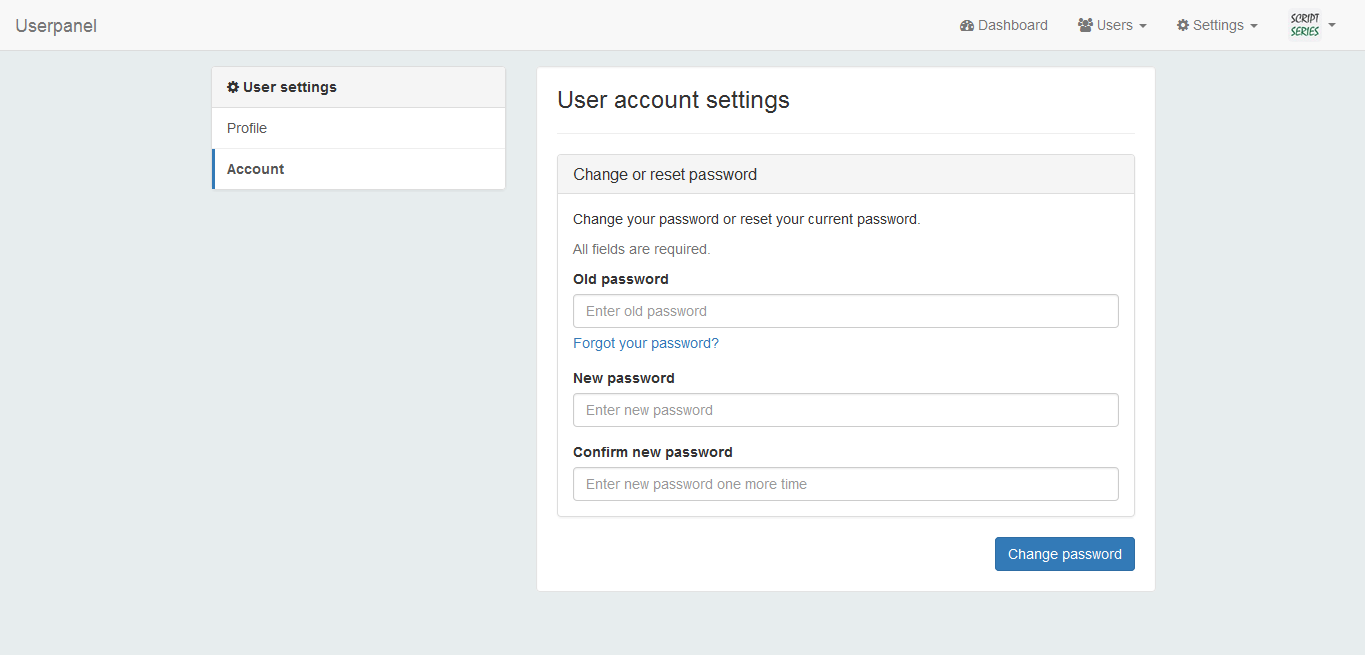 Userpanel
Dashboard
Users
Settings
SCRIPT
SERIES
User settings
Profile
Account
User account settings
Change or reset password
Change your password or reset your current password.
All fields are required.
Old password
Enter old password
Forgot your password?
New password
Enter new password
Confirm new password
Enter new password one more time
Change password